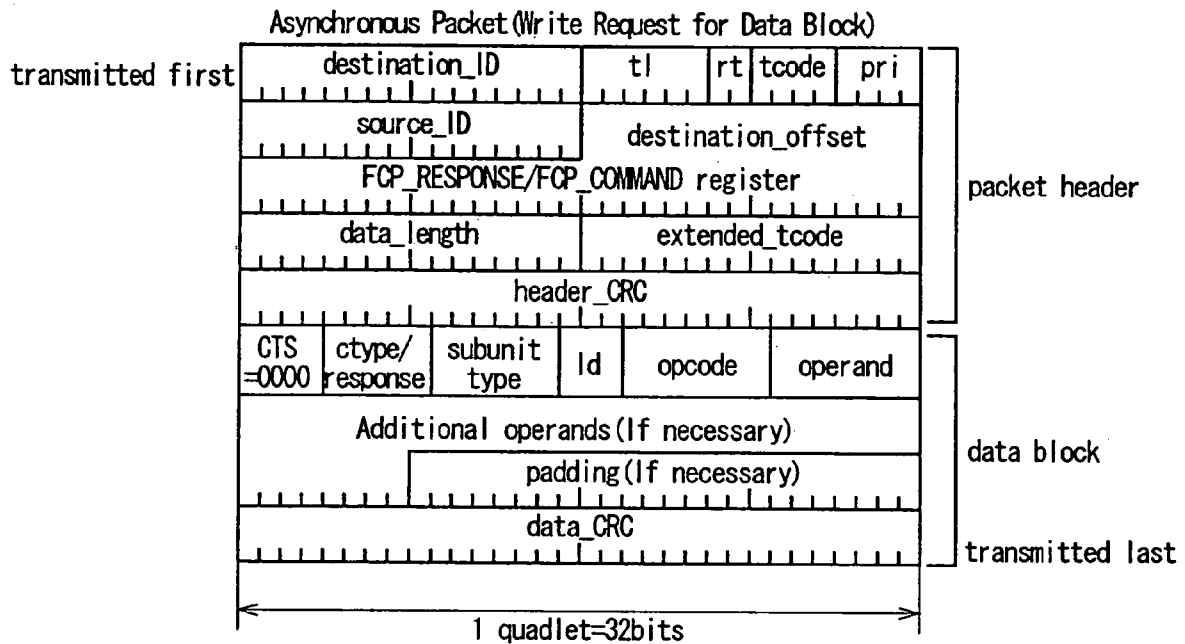 Asynchronous Packet(Write Request for Data Block)
transmitted first
destination_ID tl rt tcode pri
source_ID destination_offset
FCP_RESPONSE/FCP_COMMAND register
packet header
data_length extended_tcode
header_CRC
CTS =0000 ctype/ response subunit type Id opcode operand
Additional operands(If necessary)
padding(If necessary)
data block
data_CRC
transmitted last
1 quadlet=32bits